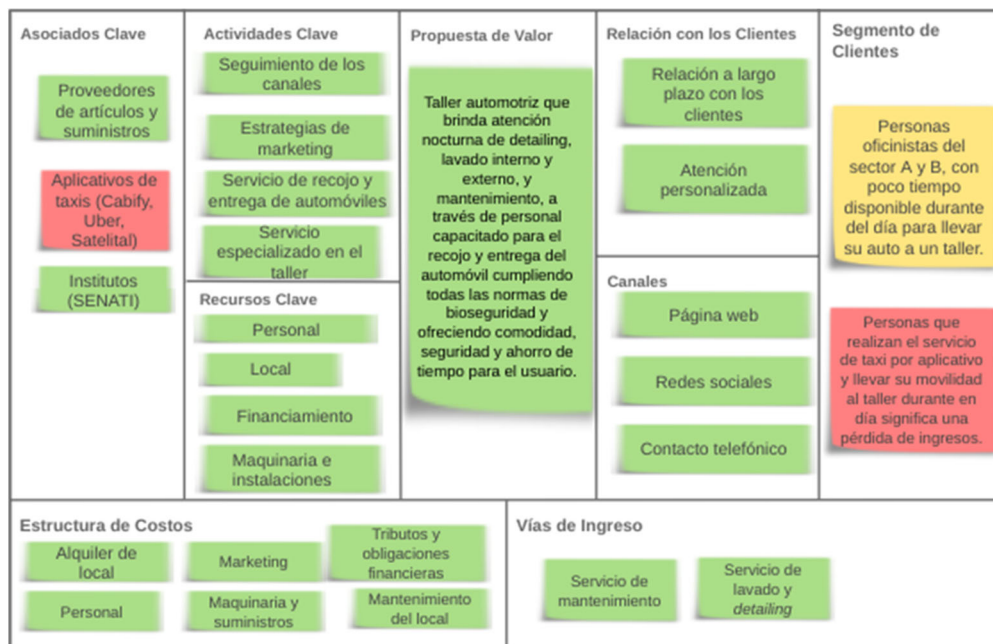 Asociados Clave
Proveedores
de artículos y
suministros
Aplicativos de
taxis (Cabify,
Uber,
Satelital)
Institutos
(SENATI)
Actividades Clave
Seguimiento de los
canales
Estrategias de
marketing
Servicio de recojo y
entrega de automóviles
Servicio
especializado en el
taller
Recursos Clave
Personal
Local
Financiamiento
Maquinaria e
instalaciones
Propuesta de Valor
Taller automotriz que
brinda atención
nocturna de detailing,
lavado interno y
externo, y
mantenimiento, a
través de personal
capacitado para el
recojo y entrega del
automóvil cumpliendo
todas las normas de
bioseguridad y
ofreciendo comodidad,
seguridad y ahorro de
tiempo para el usuario.
Relación con los Clientes
Relación a largo
plazo con los
clientes
Atención
personalizada
Canales
Página web
Redes sociales
Contacto telefónico
Segmento de
Clientes
Personas
oficinistas del
sector A y B, con
poco tiempo
disponible durante
del día para llevar
su auto a un taller.
Personas que
realizan el servicio
de taxi por aplicativo
y llevar su movilidad
al taller durante en
día significa una
pérdida de ingresos.
Estructura de Costos
Alquiler de
local
Marketing
Tributos y
obligaciones
financieras
Personal
Maquinaria y
suministros
Mantenimiento
del local
Vías de Ingreso
Servicio de
mantenimiento
Servicio de
lavado y
detailing